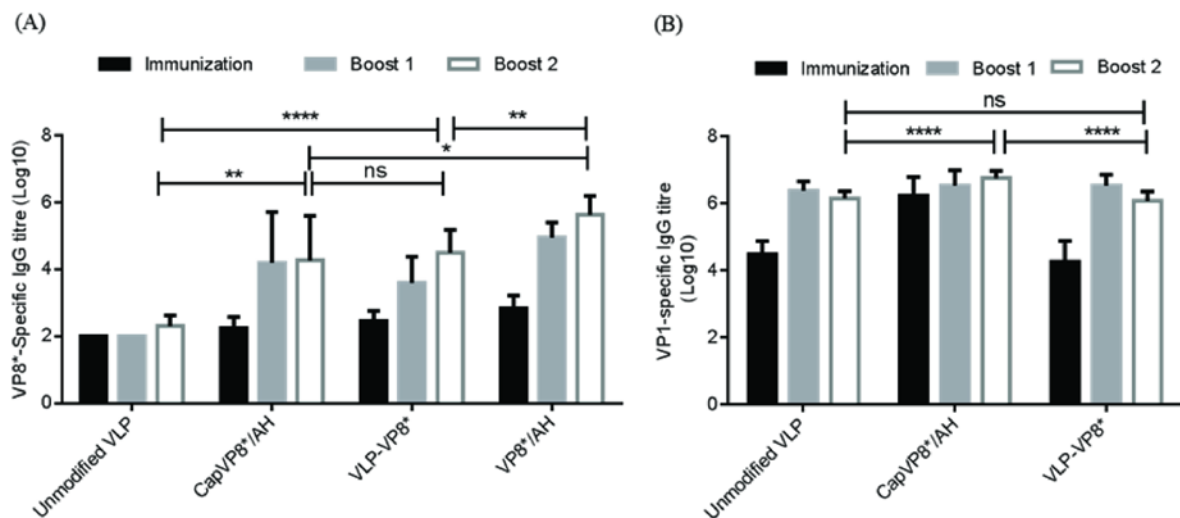 (A)
Immunization Boost 1 Boost 2
**** **
*
** ns
8
6
4
2
0
VP8*-Specific IgG titre (Log10)
Unmodified VLP
CapVP8*/AH
VLP-VP8*
VP8*/AH
(B)
Immunization Boost 1 Boost 2
ns
**** ****
8
6
4
2
0
VP1-specific IgG titre
(Log10)
Unmodified VLP
CapVP8*/AH
VLP-VP8*